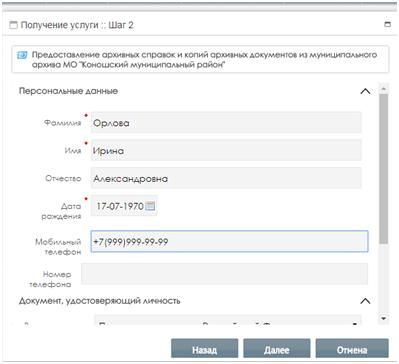 Получение услуги :: Шаг 2
Предоставление архивных справок и копий архивных документов из муниципального
архива МО "Коношский муниципальный район"
Персональные данные
Фамилия * Орлова
Имя * Ирина
Отчество Александровна
Дата * 17-07-1970
рождения
Мобильный +7(999)999-99-99
телефон
Номер
телефона
Документ, удостоверяющий личность
Назад Далее Отмена